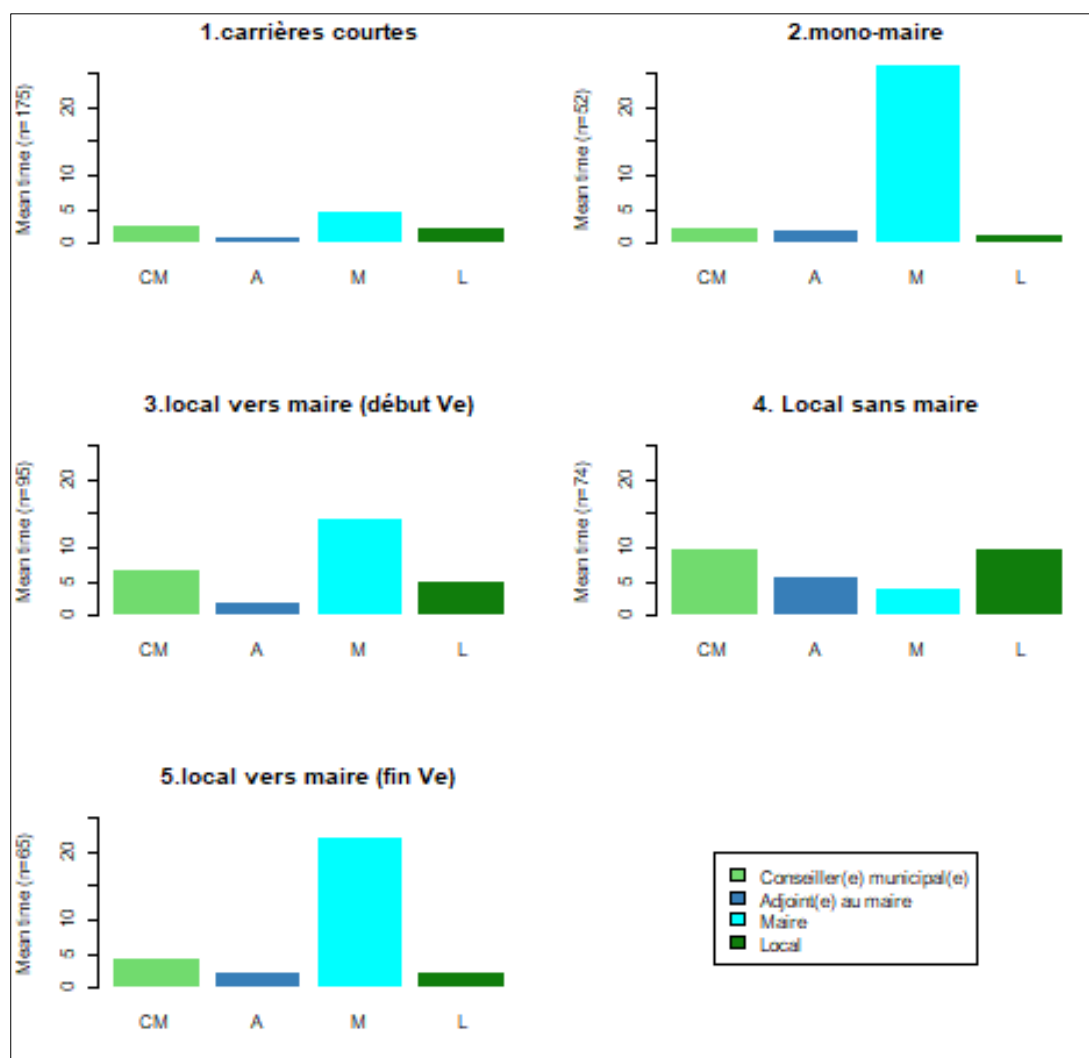 1.carrières courtes
Mean time (n=175)
20
10
5
0
CM A M L
2.mono-maire
Mean time (n=52)
20
10
5
0
CM A M L
3.local vers maire (début Ve)
Mean time (n=95)
20
10
5
0
CM A M L
4. Local sans maire
Mean time (n=74)
20
10
5
0
CM A M L
5.local vers maire (fin Ve)
Mean time (n=65)
20
10
5
0
CM A M L
Conseiller(e) municipal(e)
Adjoint(e) au maire
Maire
Local